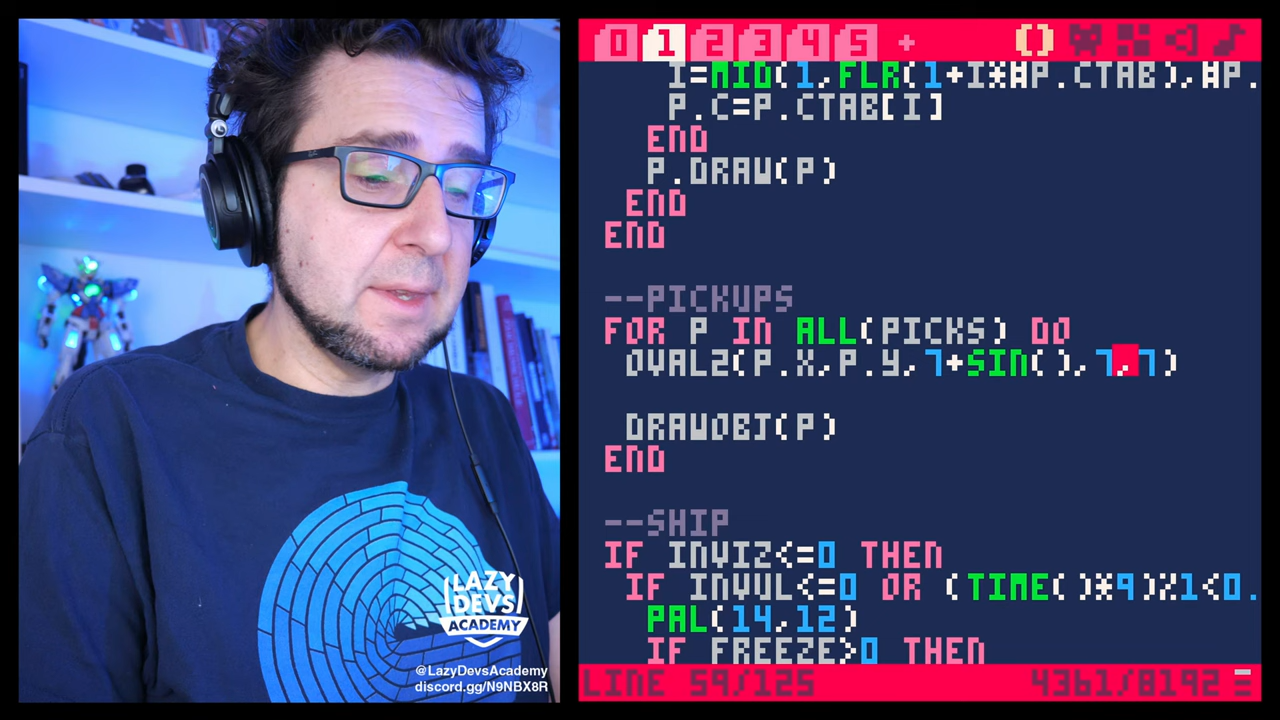 LAZY
DEVS
ACADEMY
@LazyDevsAcademy
discord.gg/N9NBX8R
0 1 2 3 4 5 + ()
I=MID(1,FLR(1+I*#P.CTAB),#P.
P.C=P.CTAB[I]
END
P.DRAW(P)
END
END
--PICKUPS
FOR P IN ALL(PICKS) DO
OVAL2(P.X,P.Y,7+SIN(),7,7)
DRAWOBJ(P)
END
--SHIP
IF INVIZ<=0 THEN
IF INVUL<=0 OR (TIME()*9)%1<0.
PAL(14,12)
IF FREEZE>0 THEN
LINE 59/125
4361/8192